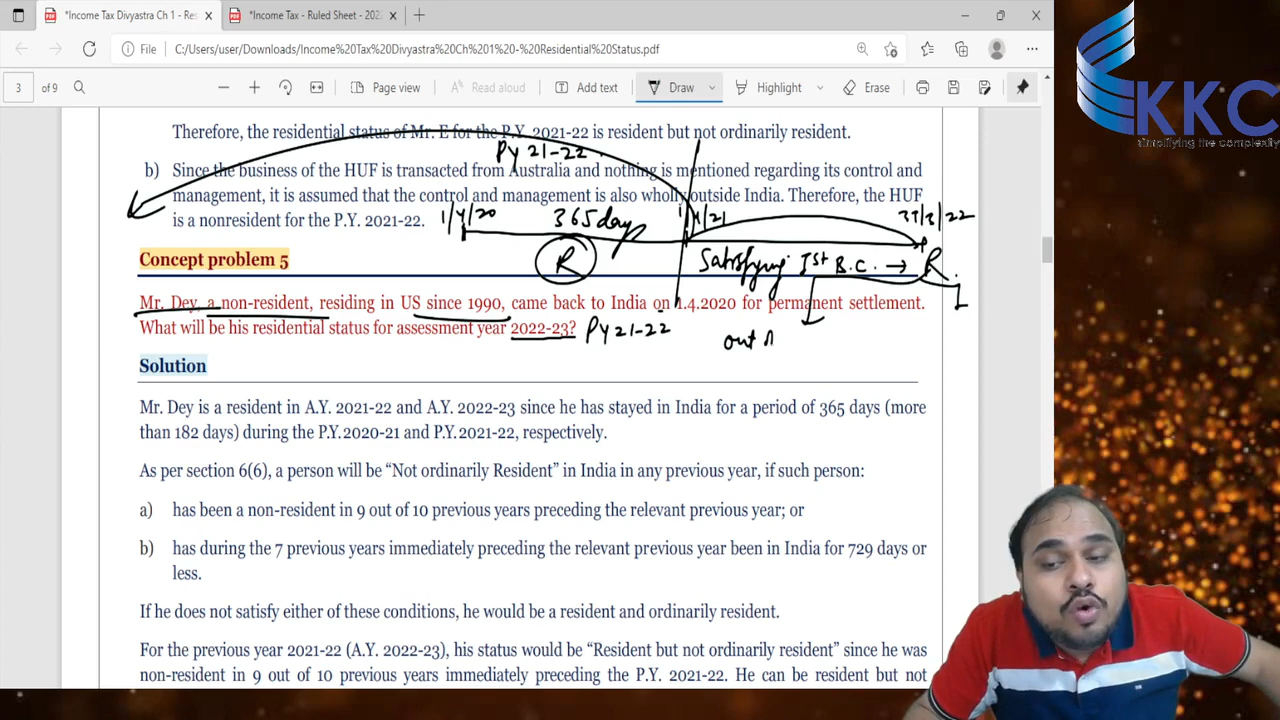 *Income Tax Divyastra Ch 1 - Res
*Income Tax - Ruled Sheet - 202
File
C:/Users/user/Downloads/Income%20Tax%20Divyastra%20Ch%201%20-%20Residential%20Status.pdf
3 of 9
Page view
Read aloud
Add text
Draw
Highlight
Erase
KKC
simplifying the complexity
Therefore, the residential status of Mr. E for the P.Y. 2021-22 is resident but not ordinarily resident.
PY 21-22
b) Since the business of the HUF is transacted from Australia and nothing is mentioned regarding its control and
management, it is assumed that the control and management is also wholly outside India. Therefore, the HUF
is a nonresident for the P.Y. 2021-22.
1/4/20 365 days 1/4/21 31/3/22
Concept problem 5
R Satisfying Ist B.C. → R.
Mr. Dey, a non-resident, residing in US since 1990, came back to India on 1.4.2020 for permanent settlement.
What will be his residential status for assessment year 2022-23? PY 21-22
out
Solution
Mr. Dey is a resident in A.Y. 2021-22 and A.Y. 2022-23 since he has stayed in India for a period of 365 days (more
than 182 days) during the P.Y. 2020-21 and P.Y. 2021-22, respectively.
As per section 6(6), a person will be “Not ordinarily Resident” in India in any previous year, if such person:
a) has been a non-resident in 9 out of 10 previous years preceding the relevant previous year; or
b) has during the 7 previous years immediately preceding the relevant previous year been in India for 729 days or
less.
If he does not satisfy either of these conditions, he would be a resident and ordinarily resident.
For the previous year 2021-22 (A.Y. 2022-23), his status would be “Resident but not ordinarily resident” since he was
non-resident in 9 out of 10 previous years immediately preceding the P.Y. 2021-22. He can be resident but not